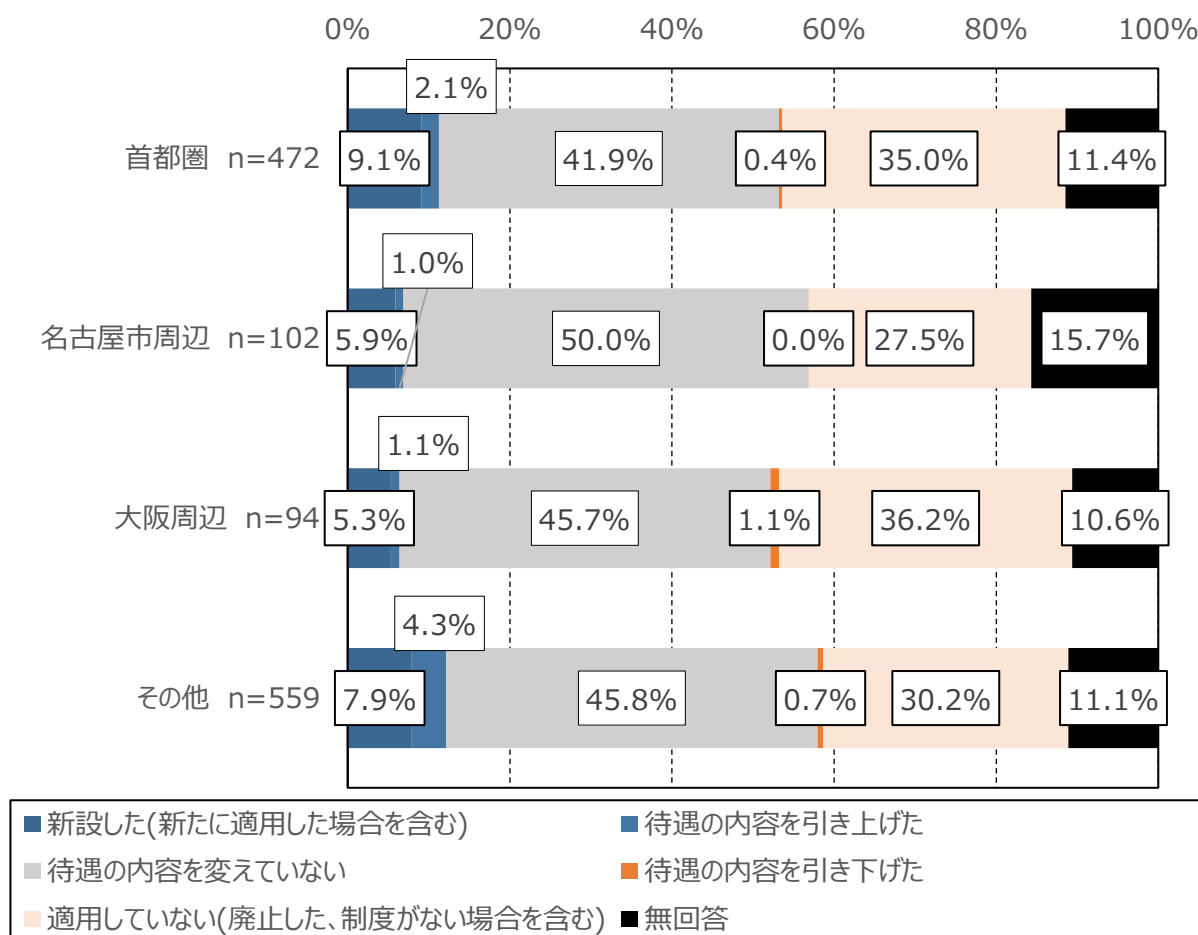 0% 20% 40% 60% 80% 100%
2.1%
首都圏 n=472 9.1% 41.9% 0.4% 35.0% 11.4%
1.0%
名古屋市周辺 n=102 5.9% 50.0% 0.0% 27.5% 15.7%
1.1%
大阪周辺 n=94 5.3% 45.7% 1.1% 36.2% 10.6%
4.3%
その他 n=559 7.9% 45.8% 0.7% 30.2% 11.1%
新設した(新たに適用した場合を含む) 待遇の内容を引き上げた
待遇の内容を変えていない 待遇の内容を引き下げた
適用していない(廃止した、制度がない場合を含む) 無回答